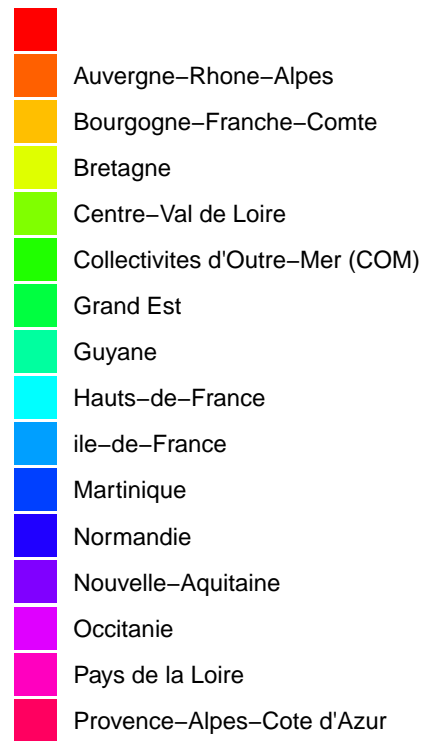 Auvergne−Rhone−Alpes
Bourgogne−Franche−Comte
Bretagne
Centre−Val de Loire
Collectivites d'Outre−Mer (COM)
Grand Est
Guyane
Hauts−de−France
ile−de−France
Martinique
Normandie
Nouvelle−Aquitaine
Occitanie
Pays de la Loire
Provence−Alpes−Cote d'Azur